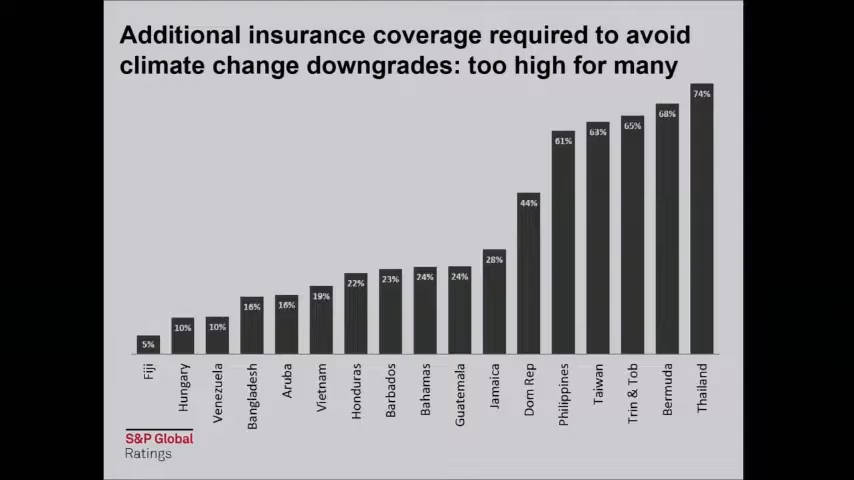 Additional insurance coverage required to avoid
climate change downgrades: too high for many
5%
10%
10%
16%
16%
19%
22%
23%
24%
24%
28%
44%
61%
63%
65%
68%
74%
Fiji
Hungary
Venezuela
Bangladesh
Aruba
Vietnam
Honduras
Barbados
Bahamas
Guatemala
Jamaica
Dom Rep
Philippines
Taiwan
Trin & Tob
Bermuda
Thailand
S&P Global
Ratings